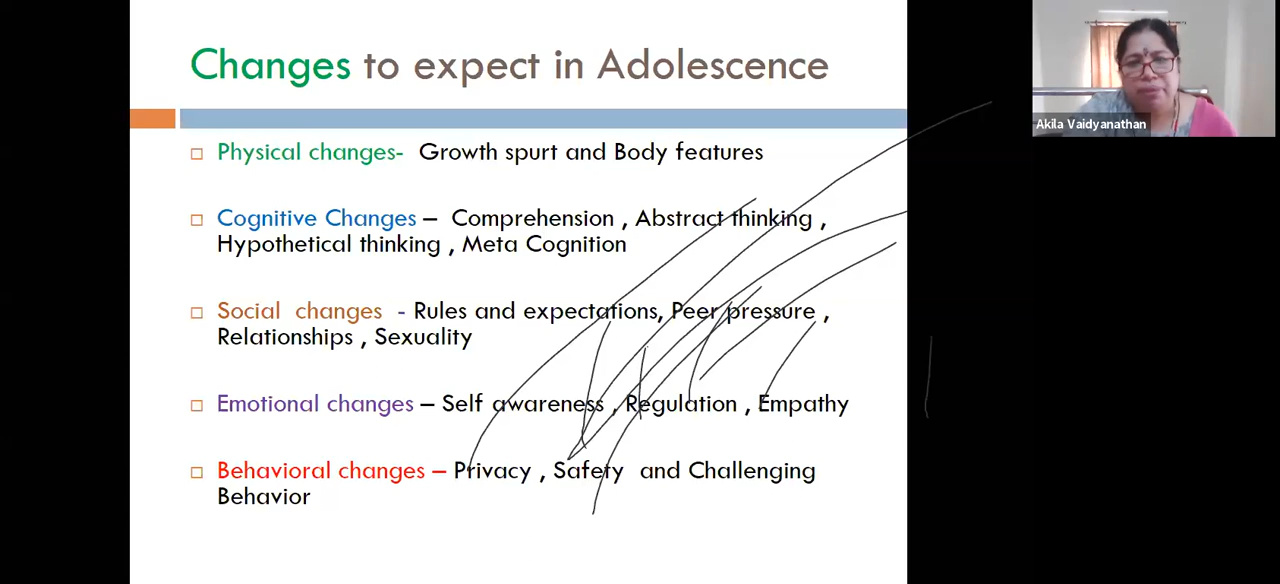 Changes to expect in Adolescence
Akila Vaidyanathan
Physical changes- Growth spurt and Body features
Cognitive Changes – Comprehension , Abstract thinking ,
Hypothetical thinking , Meta Cognition
Social changes - Rules and expectations, Peer pressure ,
Relationships , Sexuality
Emotional changes – Self awareness , Regulation , Empathy
Behavioral changes – Privacy , Safety and Challenging
Behavior